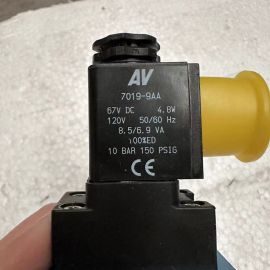 AV
7019-9AA
67V DC 4.8W
120V 50/60 Hz
8.5/6.9 VA
100%ED
10 BAR 150 PSIG
CE